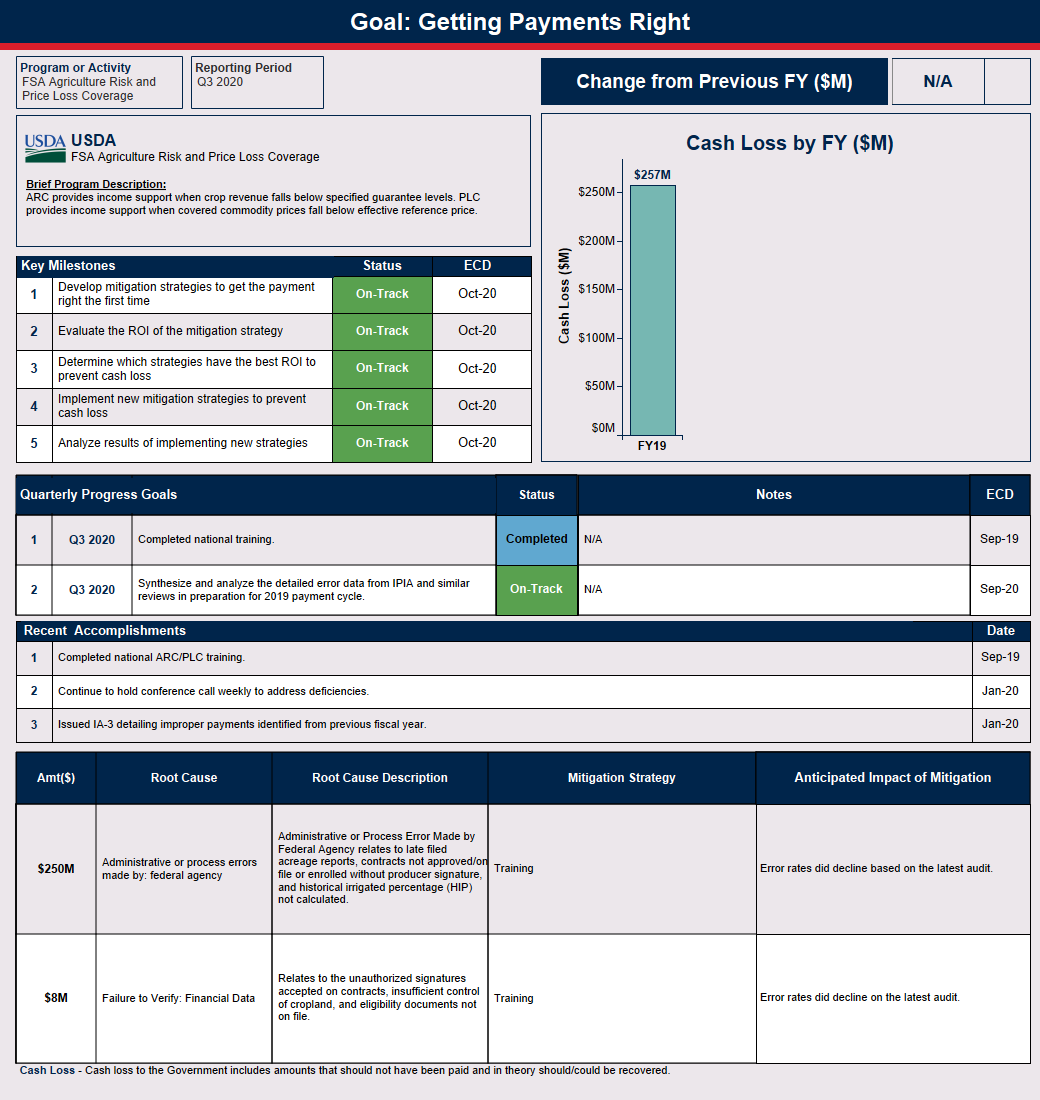 Goal: Getting Payments Right
Program or Activity
FSA Agriculture Risk and
Price Loss Coverage
Reporting Period
Q3 2020
Change from Previous FY ($M)
N/A
USDA
USDA
FSA Agriculture Risk and Price Loss Coverage
Brief Program Description:
ARC provides income support when crop revenue falls below specified guarantee levels. PLC
provides income support when covered commodity prices fall below effective reference price.
Cash Loss by FY ($M)
$257M
$250M
$200M
$150M
$100M
$50M
$0M
Cash Loss ($M)
FY19
Key Milestones Status ECD
1 Develop mitigation strategies to get the payment
right the first time On-Track Oct-20
2 Evaluate the ROI of the mitigation strategy On-Track Oct-20
3 Determine which strategies have the best ROI to
prevent cash loss On-Track Oct-20
4 Implement new mitigation strategies to prevent
cash loss On-Track Oct-20
5 Analyze results of implementing new strategies On-Track Oct-20
Quarterly Progress Goals Status Notes ECD
1 Q3 2020 Completed national training. Completed N/A Sep-19
2 Q3 2020 Synthesize and analyze the detailed error data from IPIA and similar
reviews in preparation for 2019 payment cycle. On-Track N/A Sep-20
Recent Accomplishments Date
1 Completed national ARC/PLC training. Sep-19
2 Continue to hold conference call weekly to address deficiencies. Jan-20
3 Issued IA-3 detailing improper payments identified from previous fiscal year. Jan-20
Amt($) Root Cause Root Cause Description Mitigation Strategy Anticipated Impact of Mitigation
$250M
Administrative or process errors
made by: federal agency
Administrative or Process Error Made by
Federal Agency relates to late filed
acreage reports, contracts not approved/on
file or enrolled without producer signature,
and historical irrigated percentage (HIP)
not calculated.
Training
Error rates did decline based on the latest audit.
$8M
Failure to Verify: Financial Data
Relates to the unauthorized signatures
accepted on contracts, insufficient control
of cropland, and eligibility documents not
on file.
Training
Error rates did decline on the latest audit.
Cash Loss - Cash loss to the Government includes amounts that should not have been paid and in theory should/could be recovered.